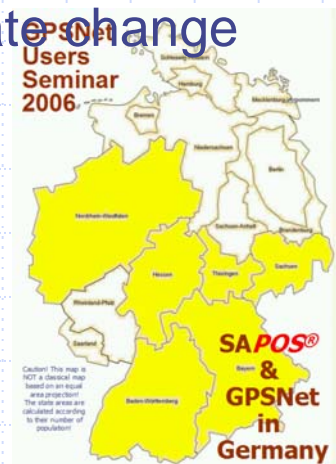 te change
GPSNet
Users
Seminar
2006
Schleswig-Holstein
Hamburg
Mecklenburg-Vorpommern
Bremen
Niedersachsen
Berlin
Sachsen-Anhalt
Brandenburg
Nordrhein-Westfalen
Hessen
Thüringen
Sachsen
Rheinland-Pfalz
Saarland
Bayern
Baden-Württemberg
Caution! This map is
NOT a classical map
based on an equal
area projection!
The state areas are
calculated according
to their number of
population!
SAPOS®
&
GPSNet
in
Germany